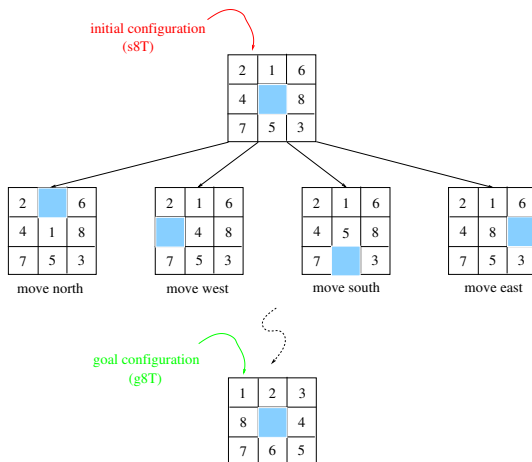 initial configuration
(s8T)
2 1 6
4 8
7 5 3
2 6
4 1 8
7 5 3
move north
2 1 6
4 8
7 5 3
move west
2 1 6
4 5 8
7 3
move south
2 1 6
4 8
7 5 3
move east
goal configuration
(g8T)
1 2 3
8 4
7 6 5